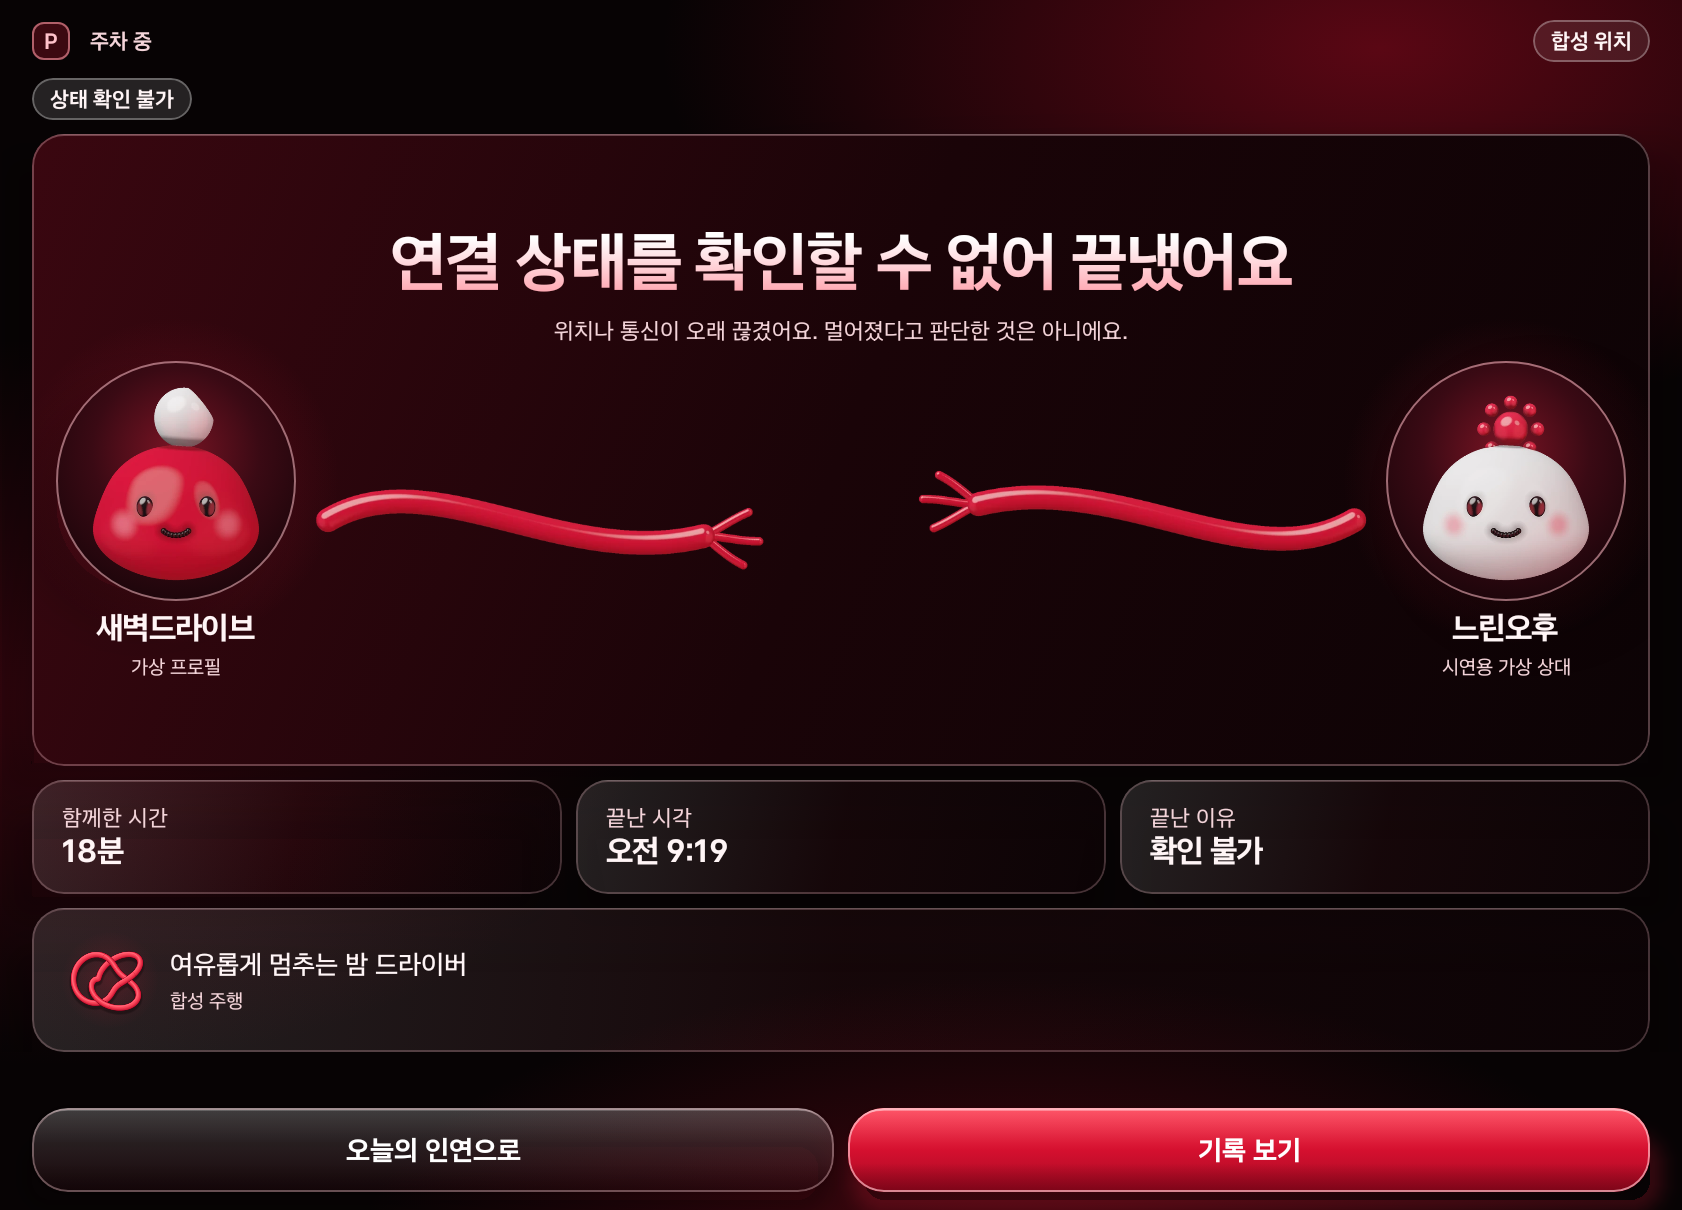 P 주차 중
합성 위치
상태 확인 불가
연결 상태를 확인할 수 없어 끝냈어요
위치나 통신이 오래 끊겼어요. 멀어졌다고 판단한 것은 아니에요.
새벽드라이브
가상 프로필
느린오후
시연용 가상 상대
함께한 시간
18분
끝난 시각
오전 9:19
끝난 이유
확인 불가
여유롭게 멈추는 밤 드라이버
합성 주행
오늘의 인연으로
기록 보기